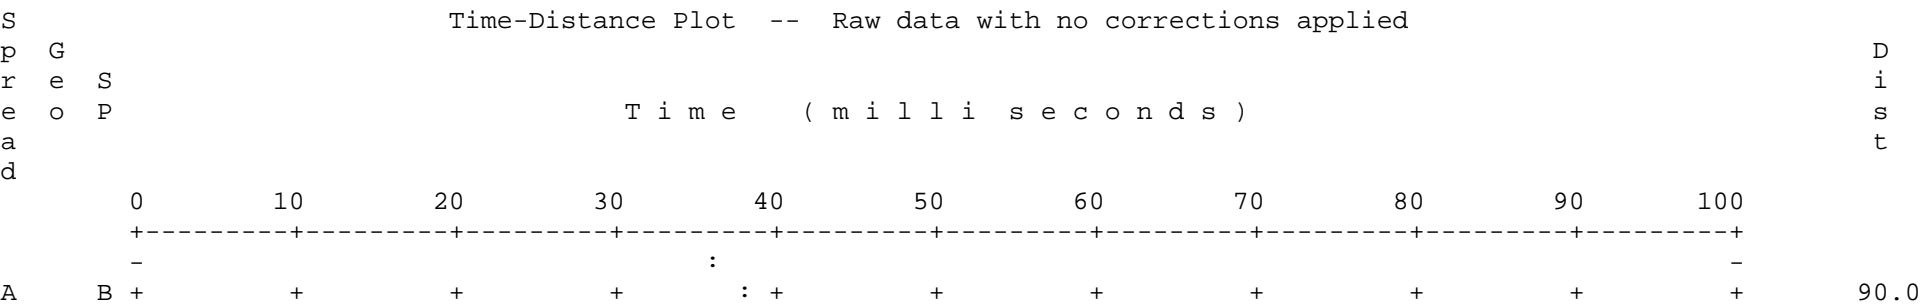 S                           Time-Distance Plot  --  Raw data with no corrections applied
p  G                                                                                                                 D
r  e  S                                                                                                              i
e  o  P                                T i m e    ( m i l l i  s e c o n d s )                                       s
a                                                                                                                    t
d
        0        10        20        30        40        50        60        70        80        90       100
        +---------+---------+---------+---------+---------+---------+---------+---------+---------+---------+
        -                                   :                                                               -
A     B +         +         +         +       : +         +         +         +         +         +         +       90.0